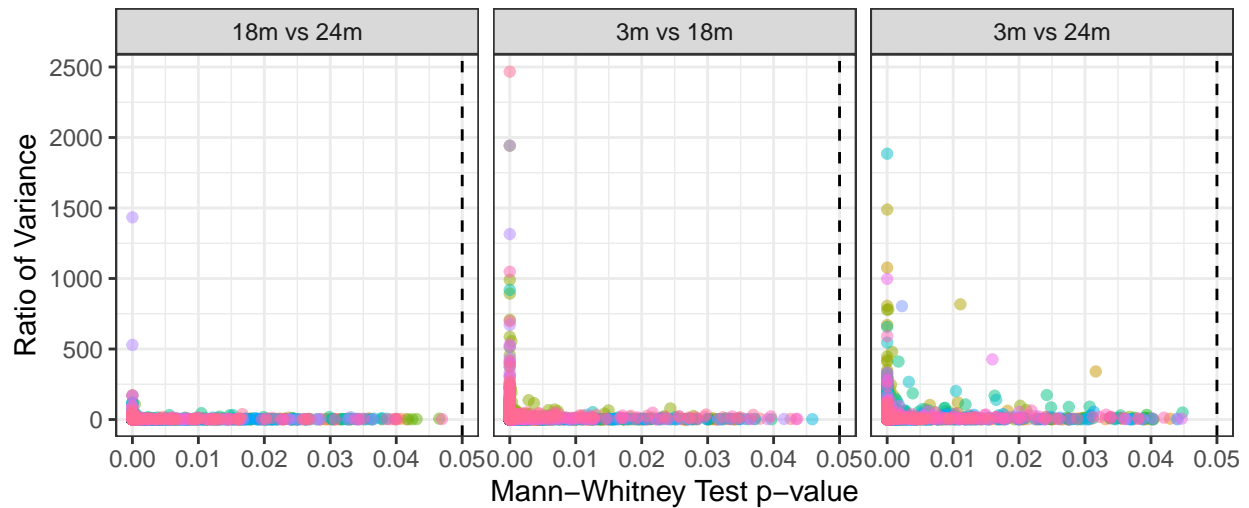 18m vs 24m
3m vs 18m
3m vs 24m
Ratio of Variance
2500
2000
1500
1000
500
0
0.00 0.01 0.02 0.03 0.04 0.05
0.00 0.01 0.02 0.03 0.04 0.05
0.00 0.01 0.02 0.03 0.04 0.05
Mann−Whitney Test p−value